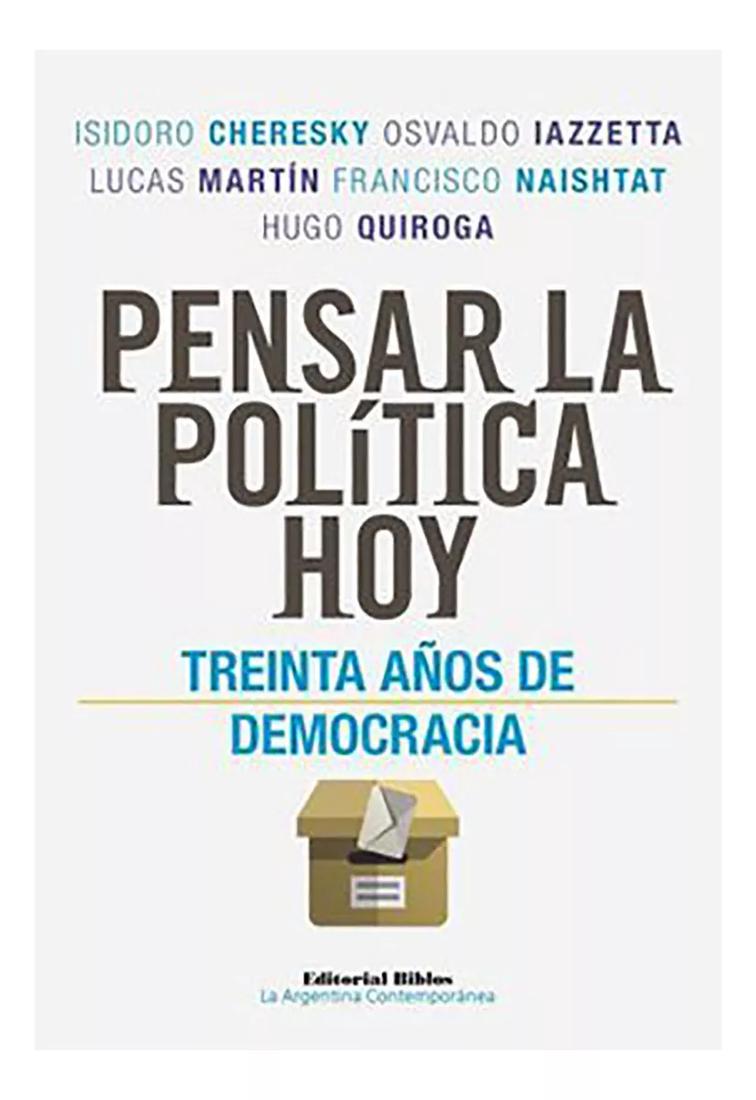 ISIDORO CHERESKY OSVALDO IAZZETTA
LUCAS MARTÍN FRANCISCO NAISHTAT
HUGO QUIROGA
PENSAR LA
POLíTICA
HOY
TREINTA AÑOS DE
DEMOCRACIA
Editorial Biblos
La Argentina Contemporánea